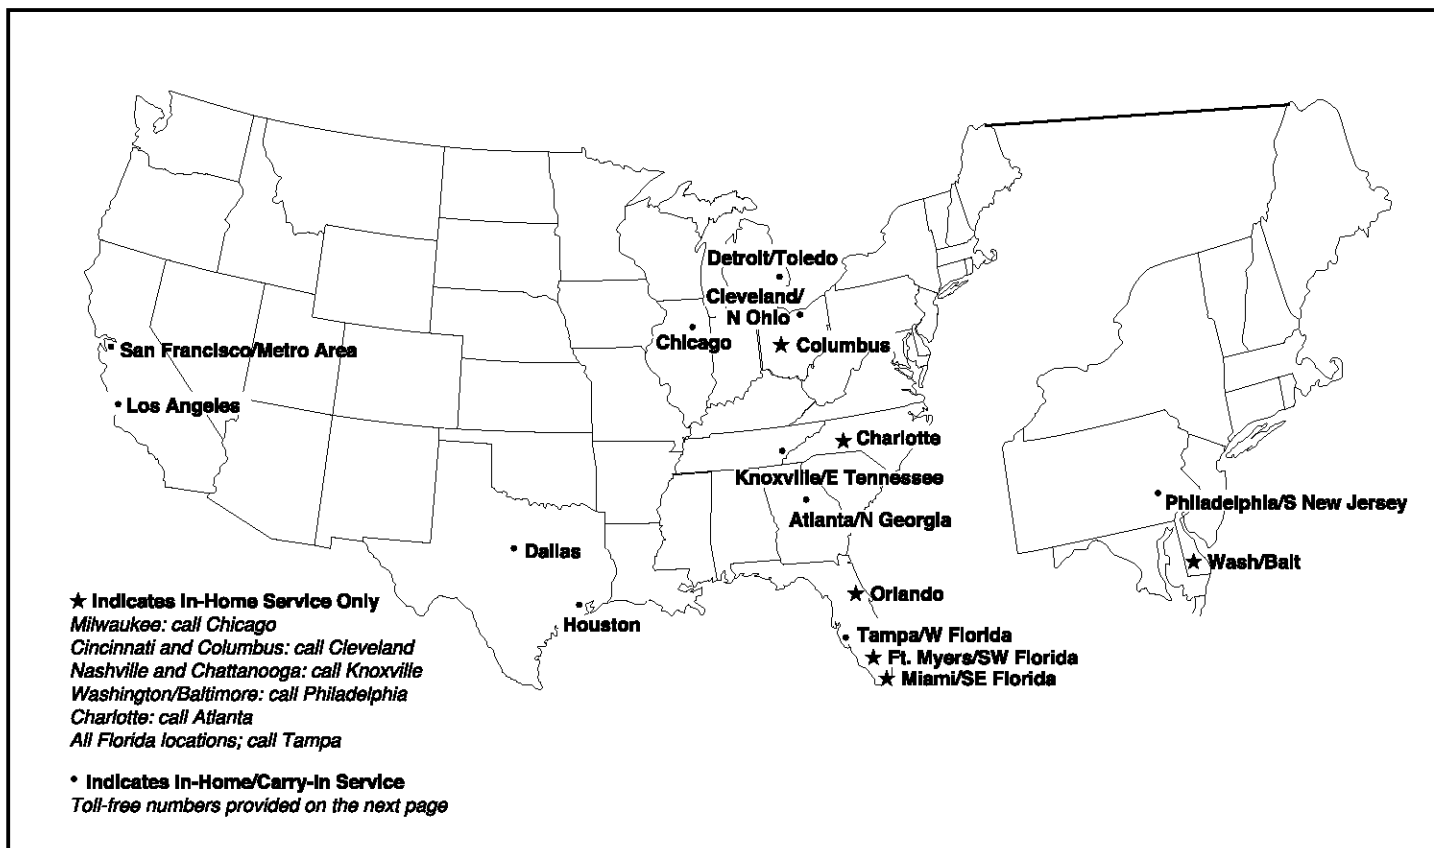 Detroit/Toledo
Cleveland/
N Ohio
Chicago
★ Columbus
San Francisco/Metro Area
Los Angeles
★ Charlotte
Knoxville/E Tennessee
Atlanta/N Georgia
Philadelphia/S New Jersey
Dallas
★ Wash/Balt
★ Orlando
Houston
Tampa/W Florida
★ Ft. Myers/SW Florida
★ Miami/SE Florida
★ Indicates In-Home Service Only
Milwaukee: call Chicago
Cincinnati and Columbus: call Cleveland
Nashville and Chattanooga: call Knoxville
Washington/Baltimore: call Philadelphia
Charlotte: call Atlanta
All Florida locations; call Tampa
• Indicates In-Home/Carry-In Service
Toll-free numbers provided on the next page